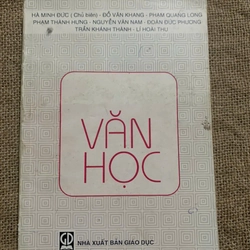 HÀ MINH ĐỨC (Chủ biên) - ĐỖ VĂN KHANG - PHẠM QUANG LONG
PHẠM THÀNH HƯNG - NGUYỄN VĂN NAM - ĐOÀN ĐỨC PHƯƠNG
TRẦN KHÁNH THÀNH - LÍ HOÀI THU
VĂN
HỌC
NHÀ XUẤT BẢN GIÁO DỤC